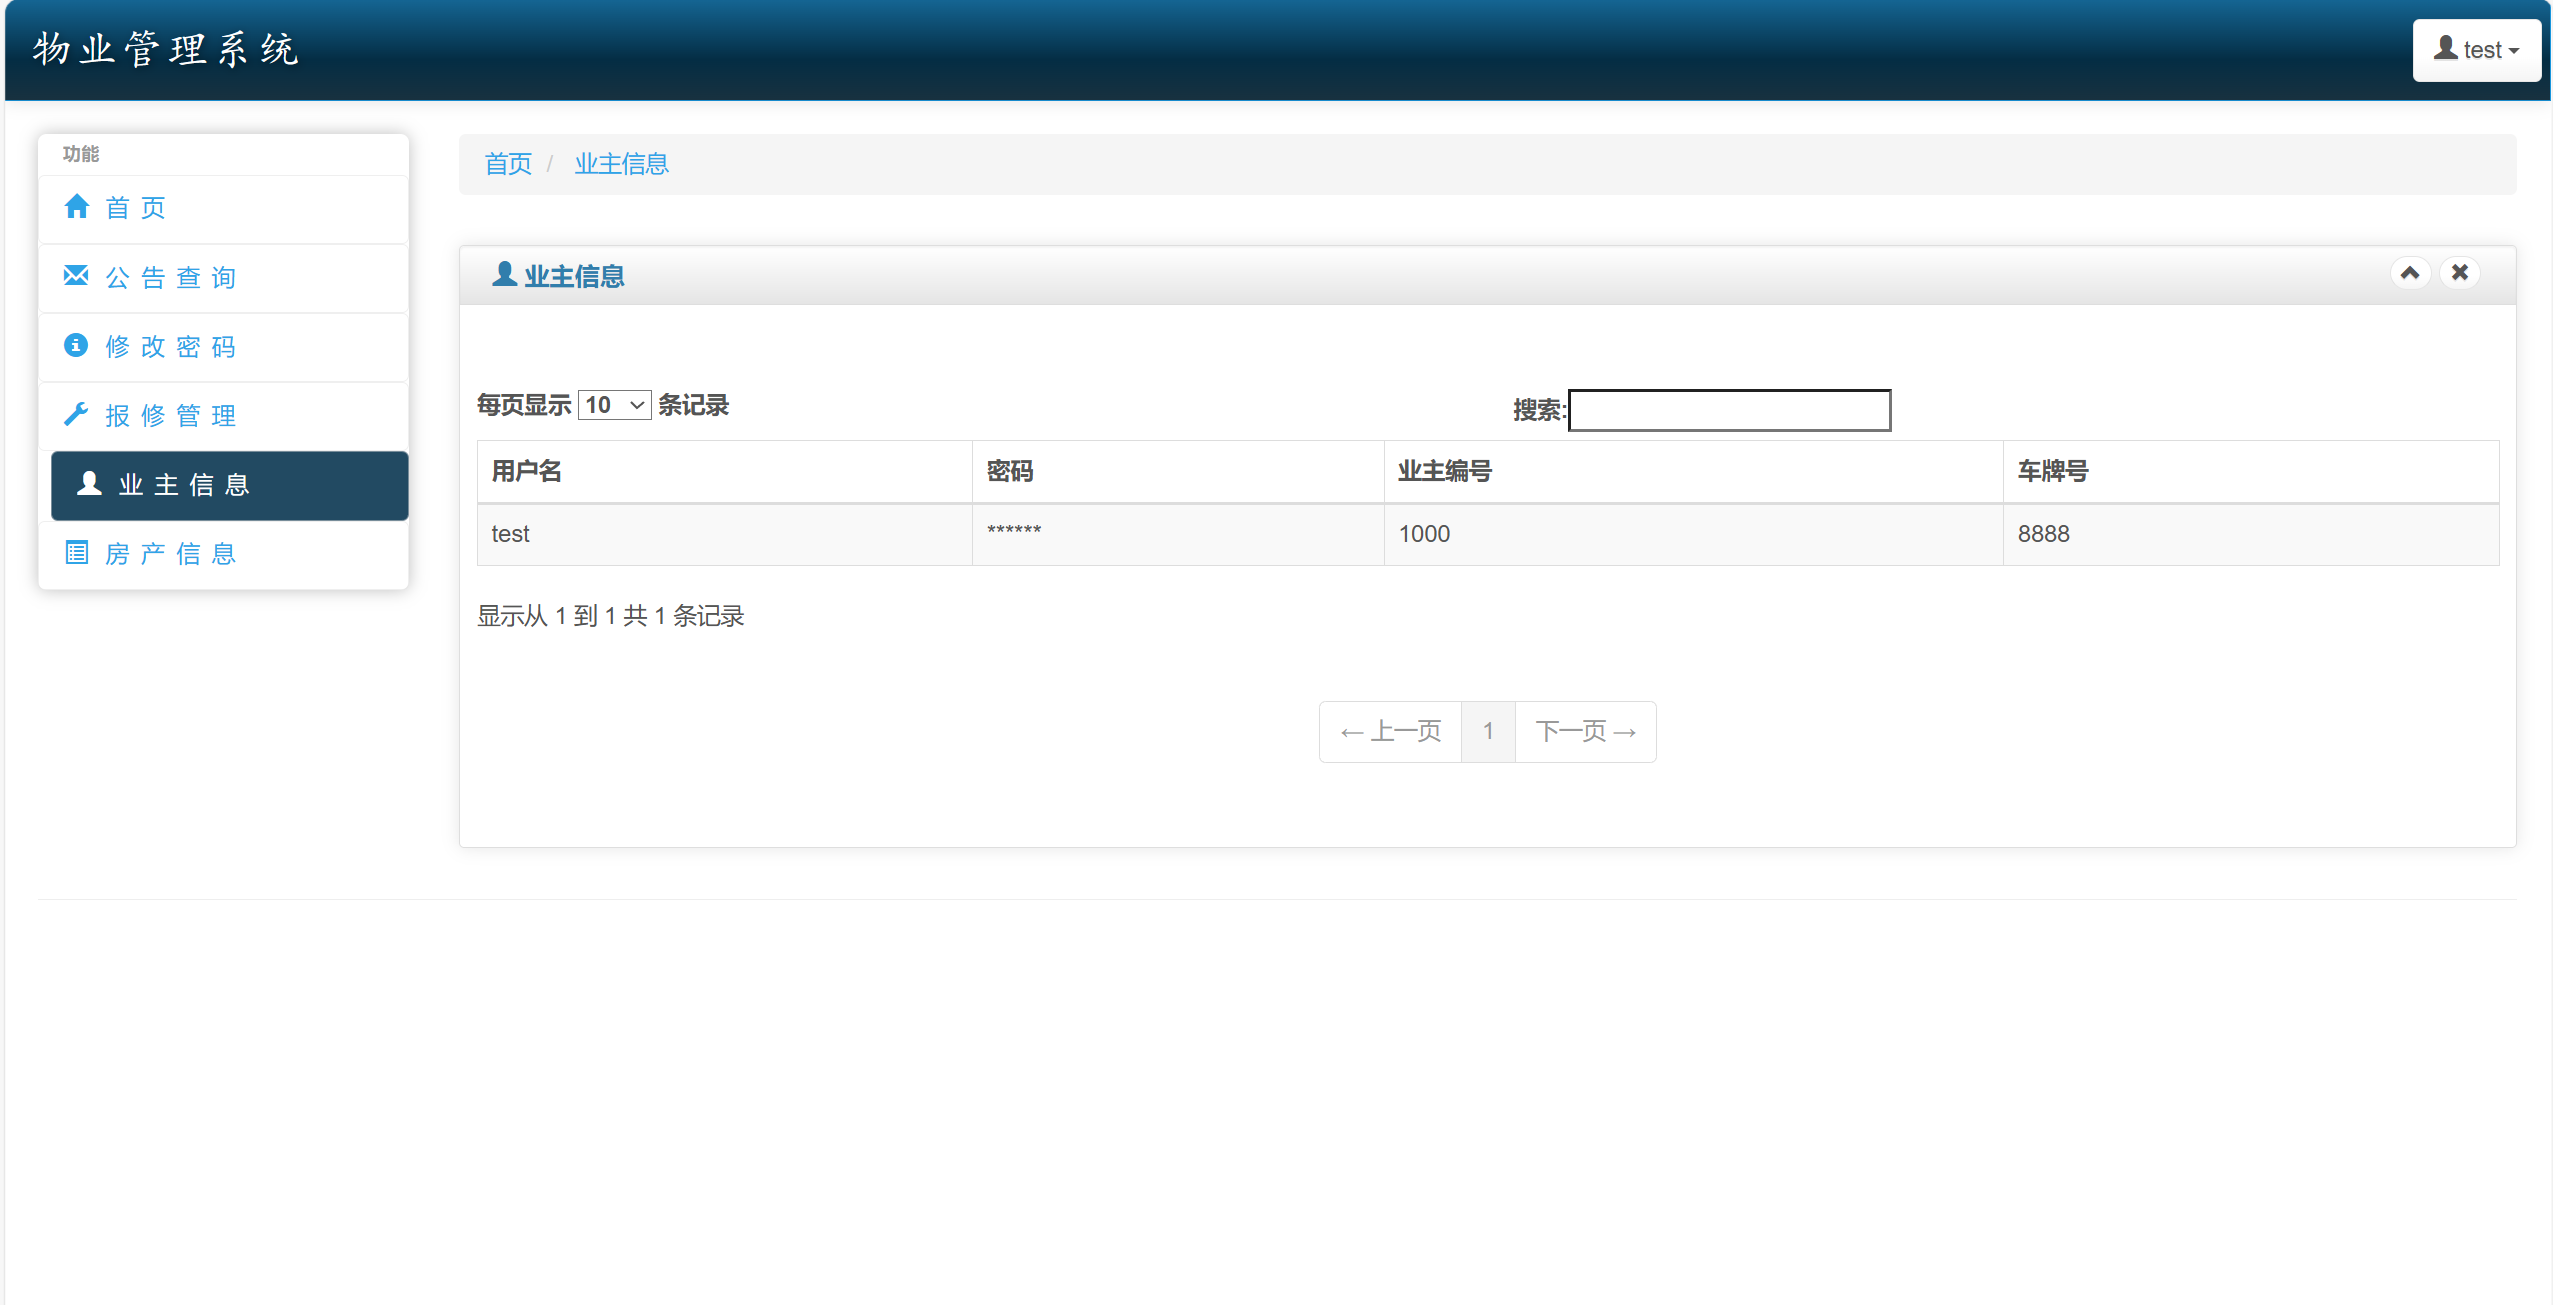 物业管理系统
test
功能
首页
公告查询
修改密码
报修管理
业主信息
房产信息
首页 / 业主信息
业主信息
每页显示 10 条记录
搜索:
用户名 密码 业主编号 车牌号
test ****** 1000 8888
显示从 1 到 1 共 1 条记录
← 上一页 1 下一页 →